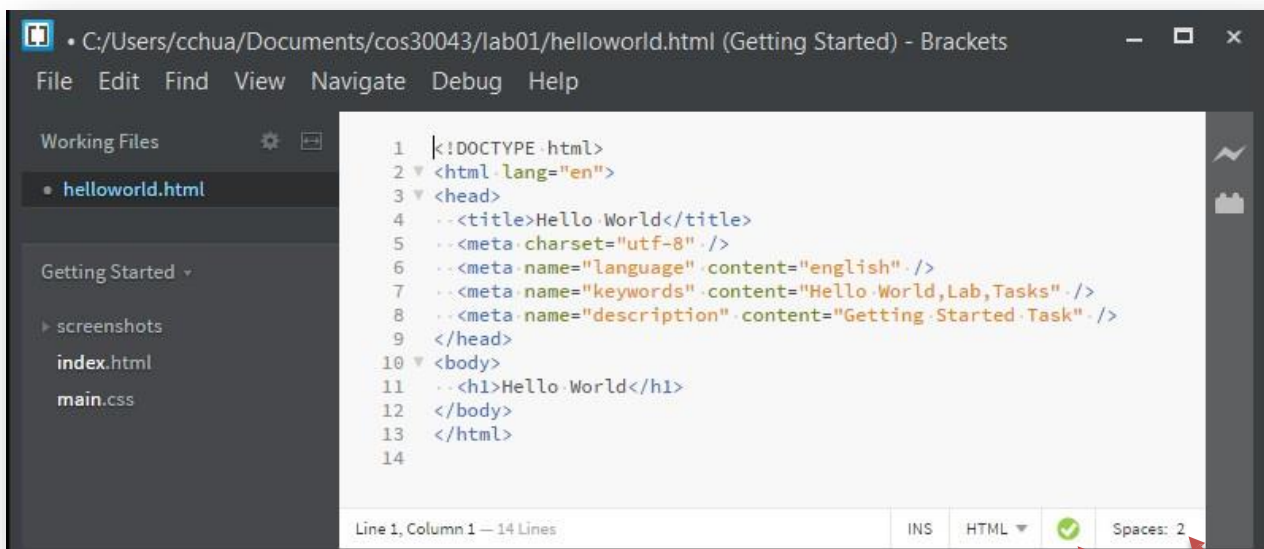 • C:/Users/cchua/Documents/cos30043/lab01/helloworld.html (Getting Started) - Brackets
File Edit Find View Navigate Debug Help
Working Files
• helloworld.html
Getting Started
screenshots
index.html
main.css
1 <!DOCTYPE html>
2 <html lang="en">
3 <head>
4   <title>Hello World</title>
5   <meta charset="utf-8" />
6   <meta name="language" content="english" />
7   <meta name="keywords" content="Hello World,Lab,Tasks" />
8   <meta name="description" content="Getting Started Task" />
9 </head>
10 <body>
11   <h1>Hello World</h1>
12 </body>
13 </html>
14
Line 1, Column 1 — 14 Lines INS HTML Spaces: 2